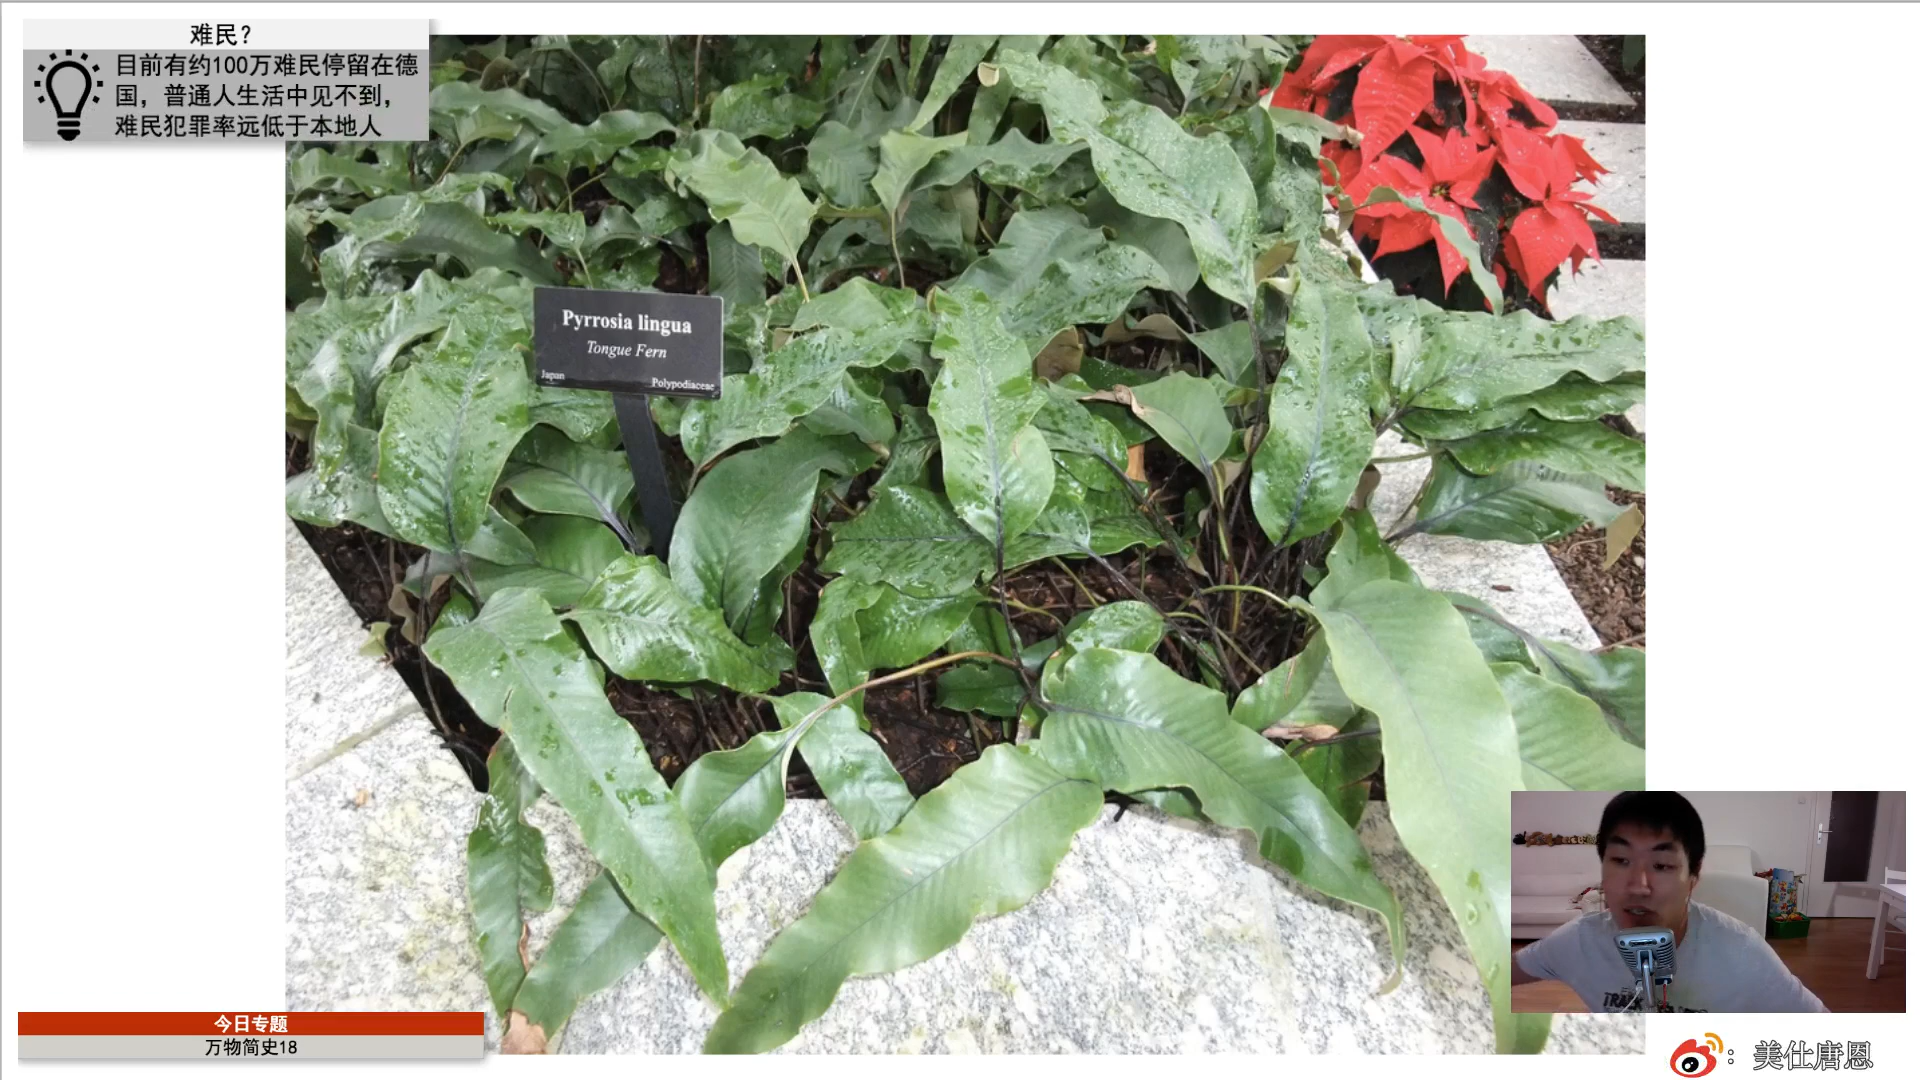 难民?
目前有约100万难民停留在德
国，普通人生活中见不到，
难民犯罪率远低于本地人
Pyrrosia lingua
Tongue Fern
Japan
Polypodiaceae
今日专题
万物简史18
：美仕唐恩